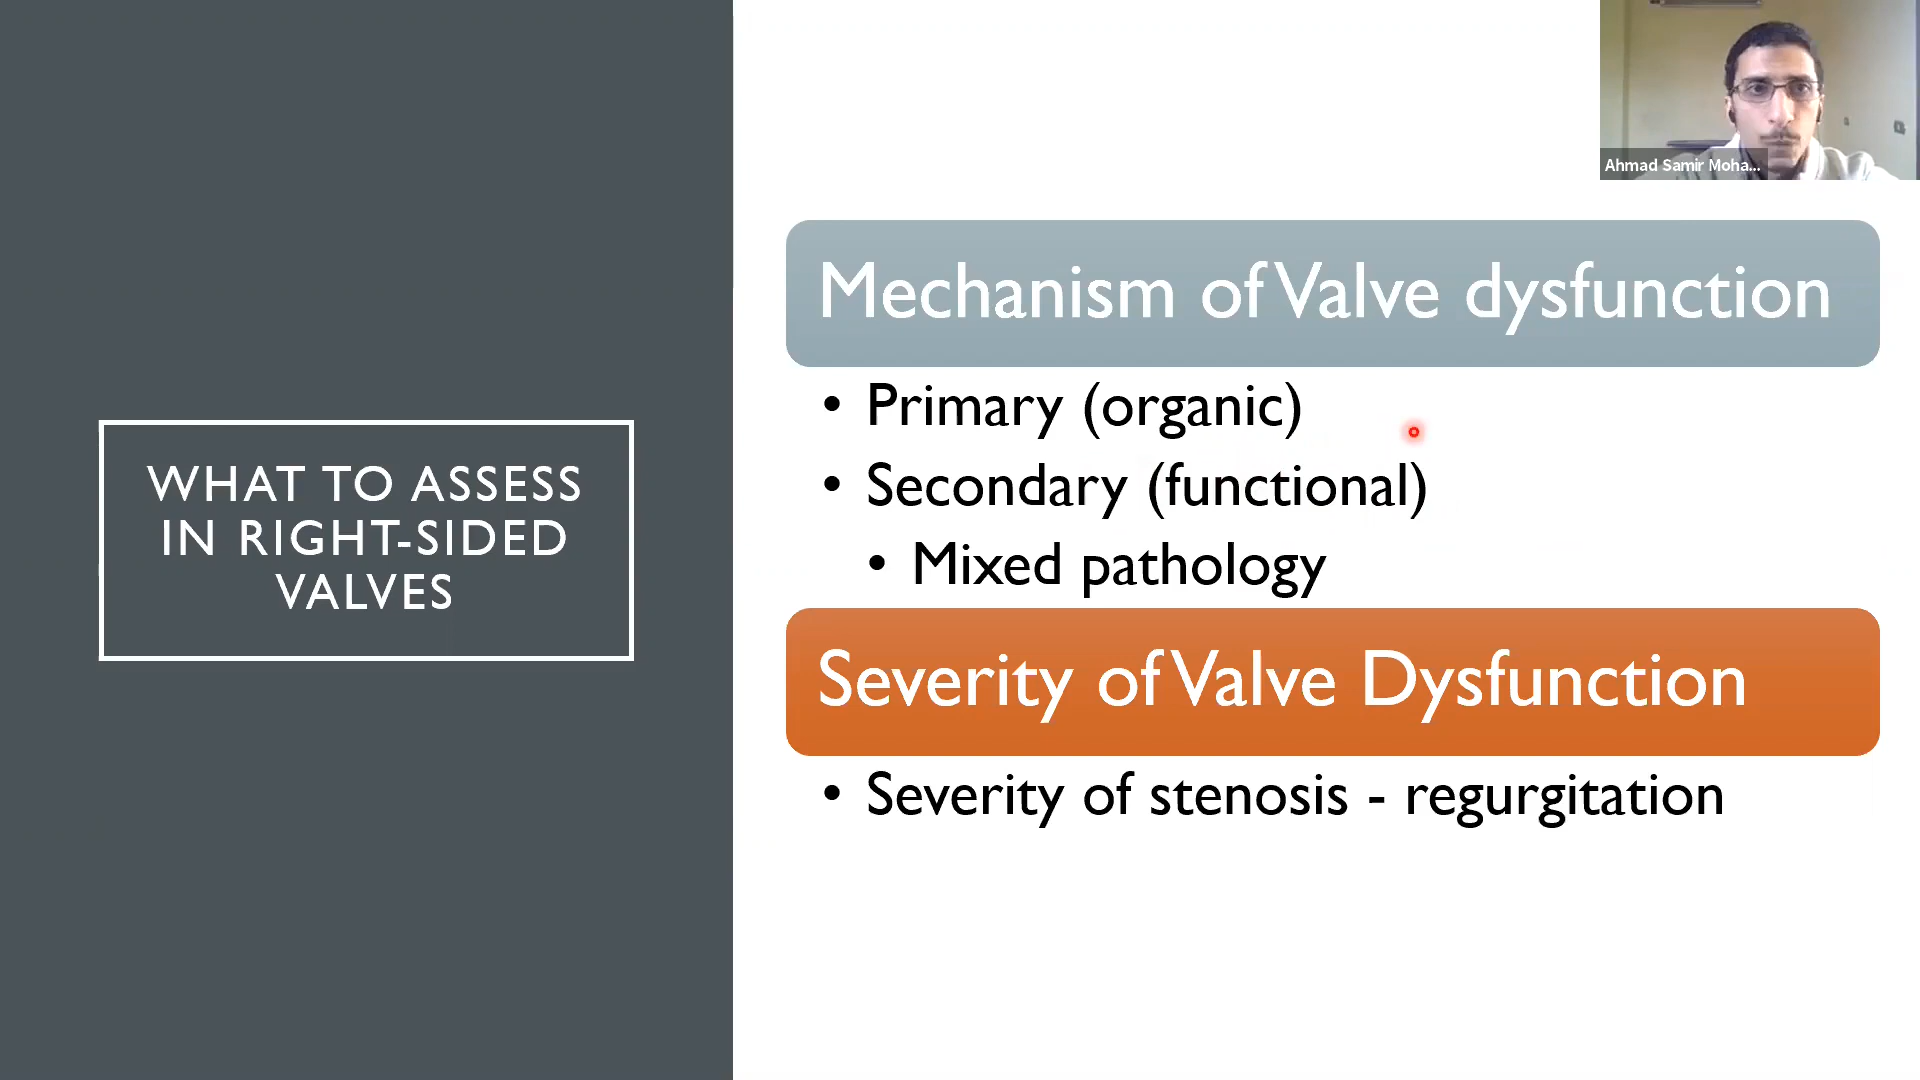 Ahmad Samir Moha...
WHAT TO ASSESS
IN RIGHT-SIDED
VALVES
Mechanism of Valve dysfunction
• Primary (organic)
• Secondary (functional)
• Mixed pathology
Severity of Valve Dysfunction
• Severity of stenosis - regurgitation